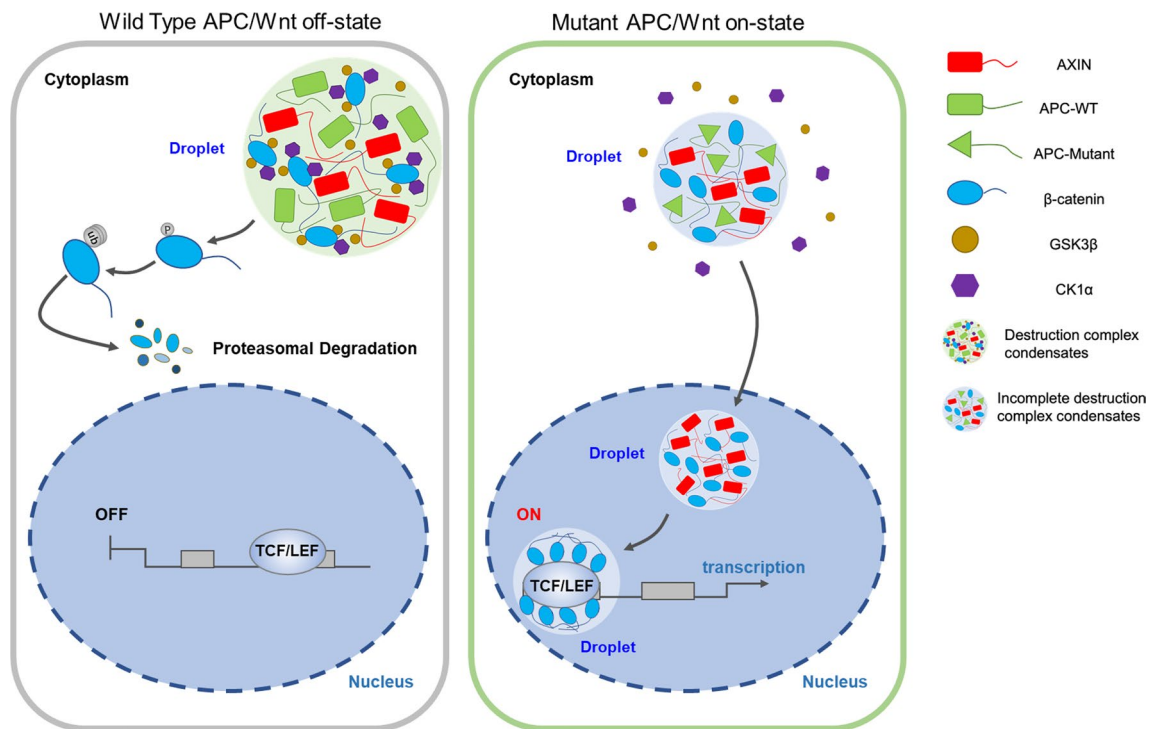 Wild Type APC/Wnt off-state
Cytoplasm
Droplet
P
ub
Proteasomal Degradation
OFF
TCF/LEF
Nucleus
Mutant APC/Wnt on-state
Cytoplasm
Droplet
Droplet
ON
TCF/LEF
transcription
Droplet
Nucleus
AXIN
APC-WT
APC-Mutant
β-catenin
GSK3β
CK1α
Destruction complex
condensates
Incomplete destruction
complex condensates